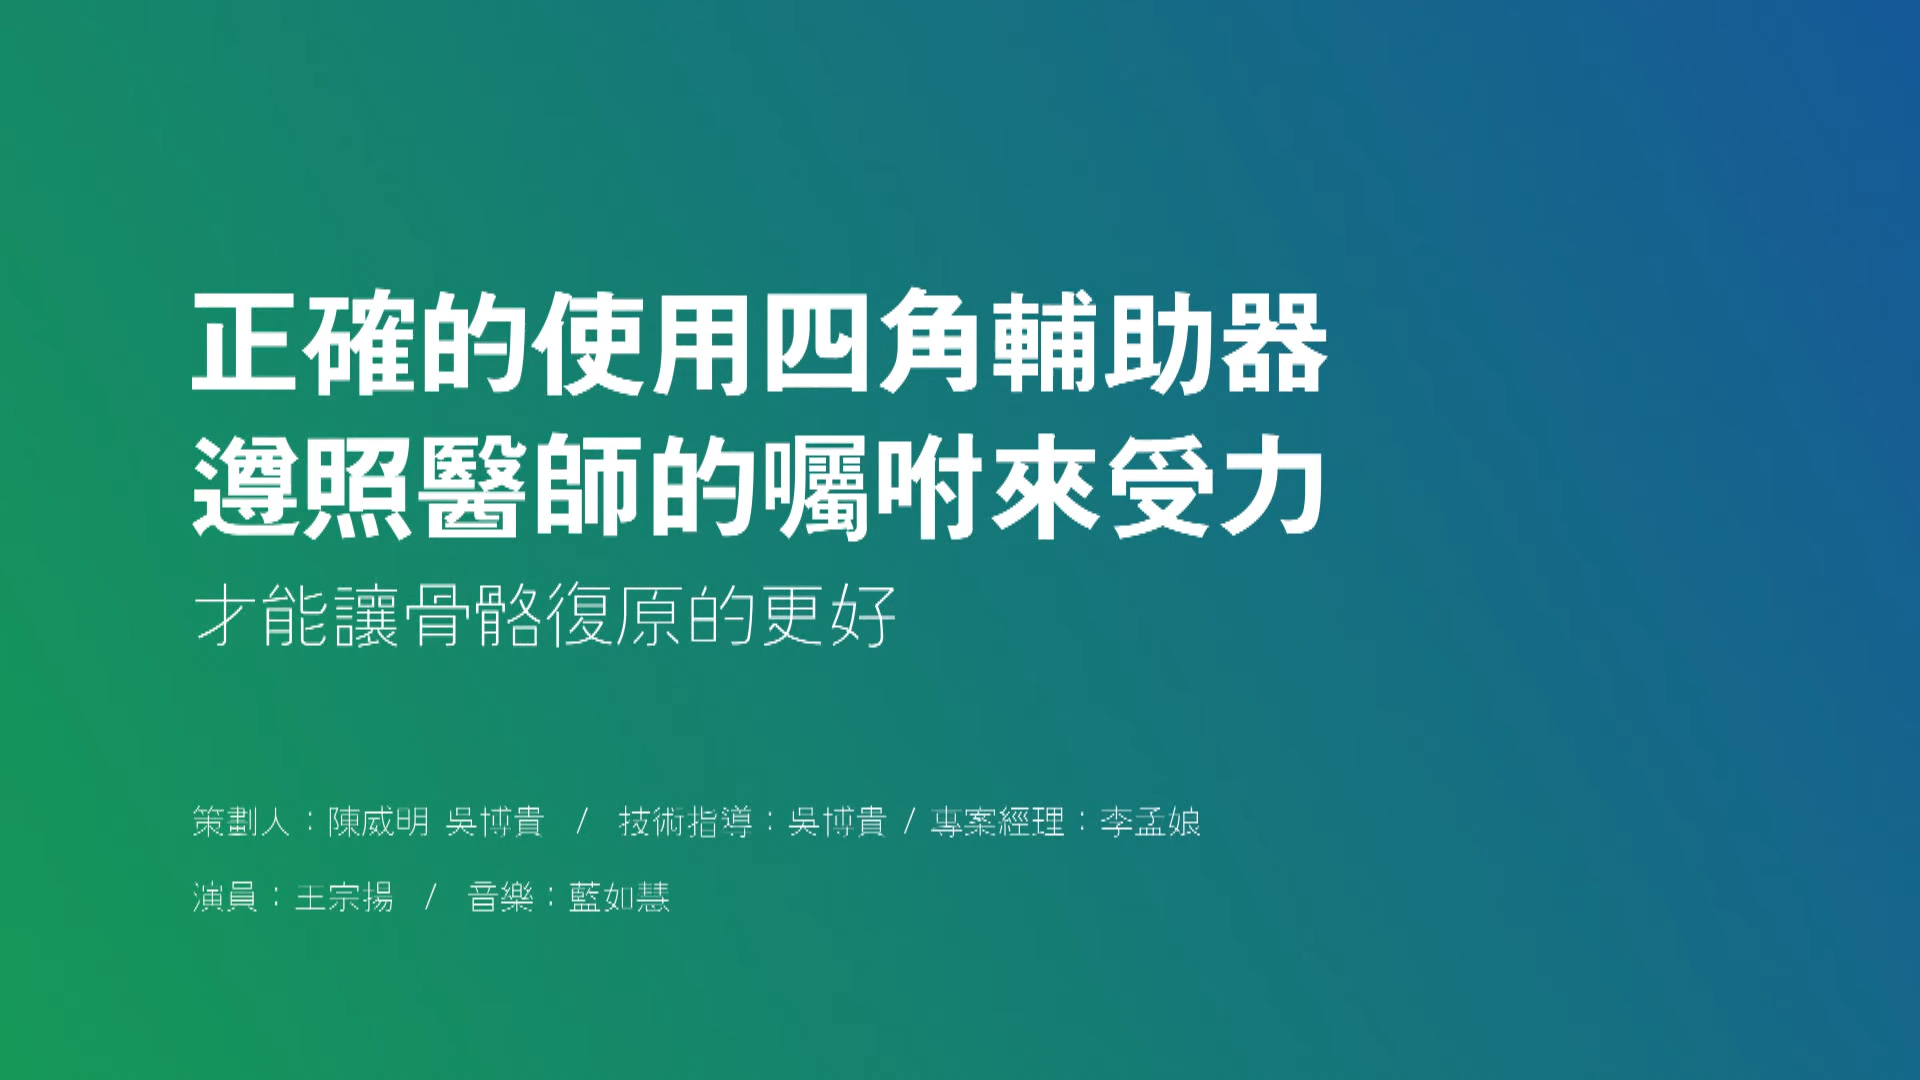 正確的使用四角輔助器
遵照醫師的囑咐來受力
才能讓骨骼復原的更好
策劃人：陳威明 吳博貴 / 技術指導：吳博貴 / 專案經理：李孟娘
演員：王宗揚 / 音樂：藍如慧